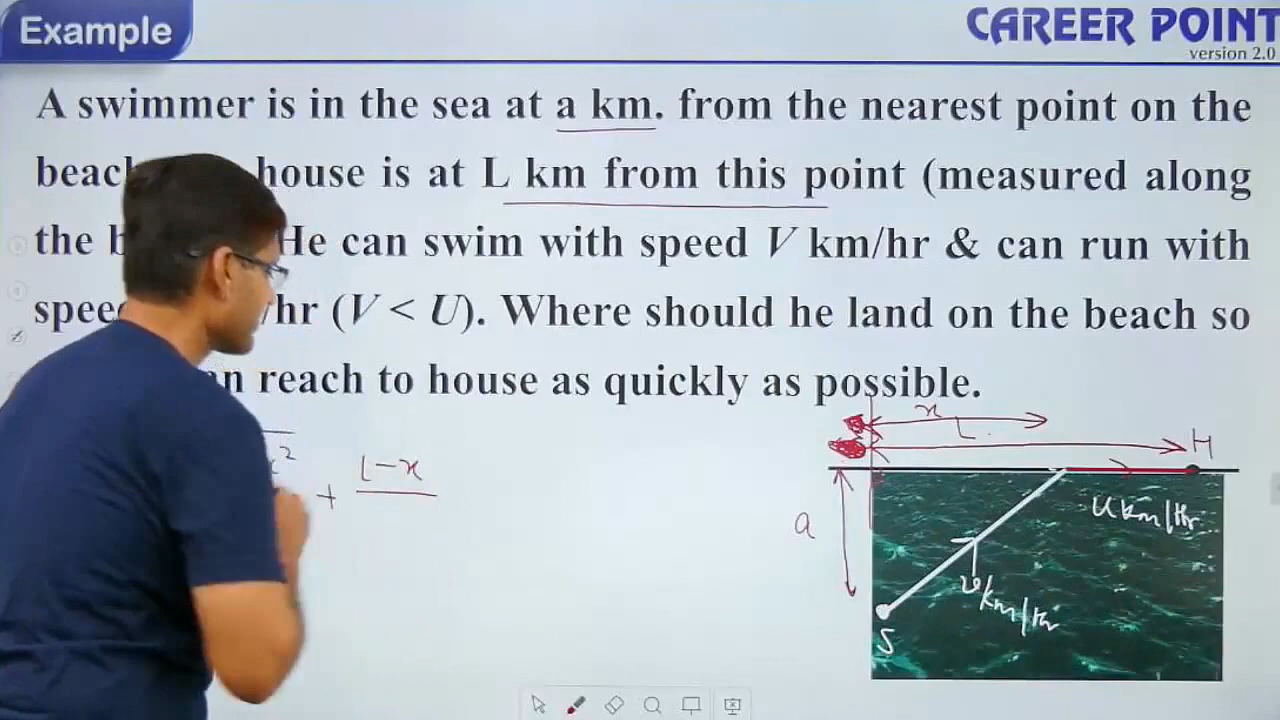 Example
CAREER POINT
version 2.0
A swimmer is in the sea at a km. from the nearest point on the
house is at L km from this point (measured along
the He can swim with speed V km/hr & can run with
/hr (V < U). Where should he land on the beach so
reach to house as quickly as possible.
x
L
H
x²
+ L-x
a
u km/hr
v km/hr
S